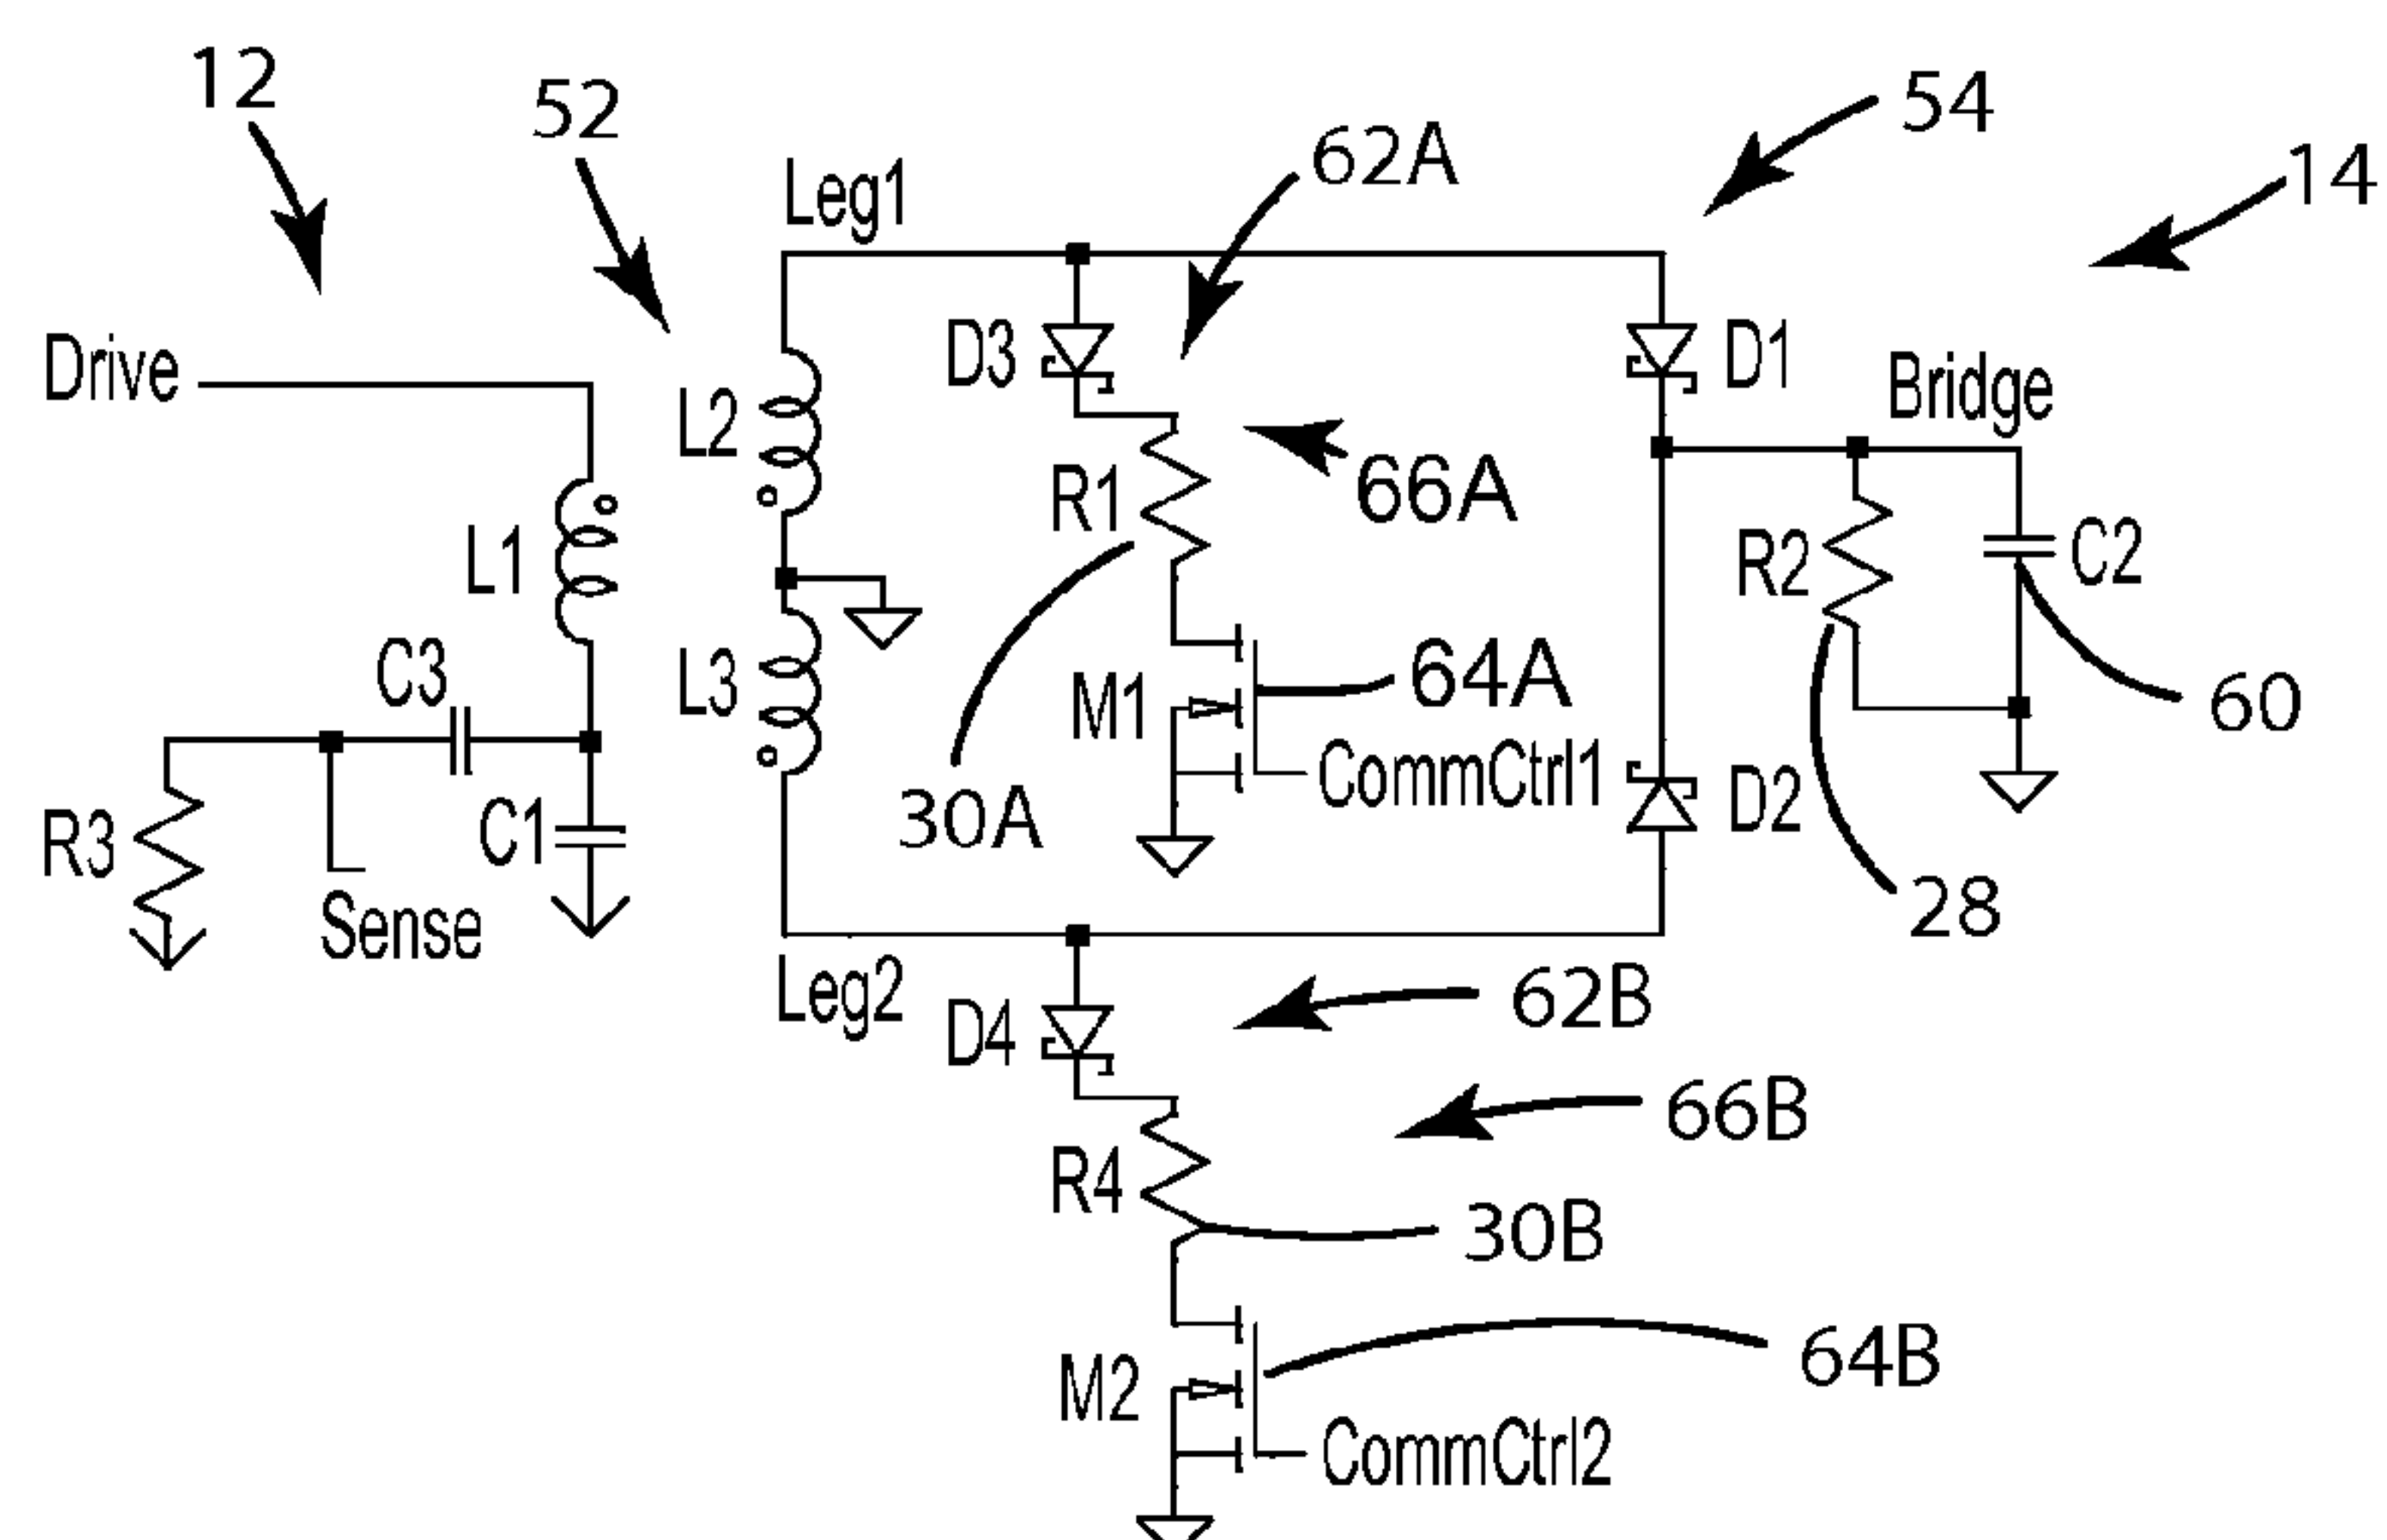 12
52
54
14
62A
Leg1
Drive
D3
D1
Bridge
L2
66A
R1
L1
R2
C2
C3
L3
M1
64A
60
CommCtrl1
R3
C1
30A
D2
Sense
28
Leg2
D4
62B
66B
R4
30B
M2
64B
CommCtrl2